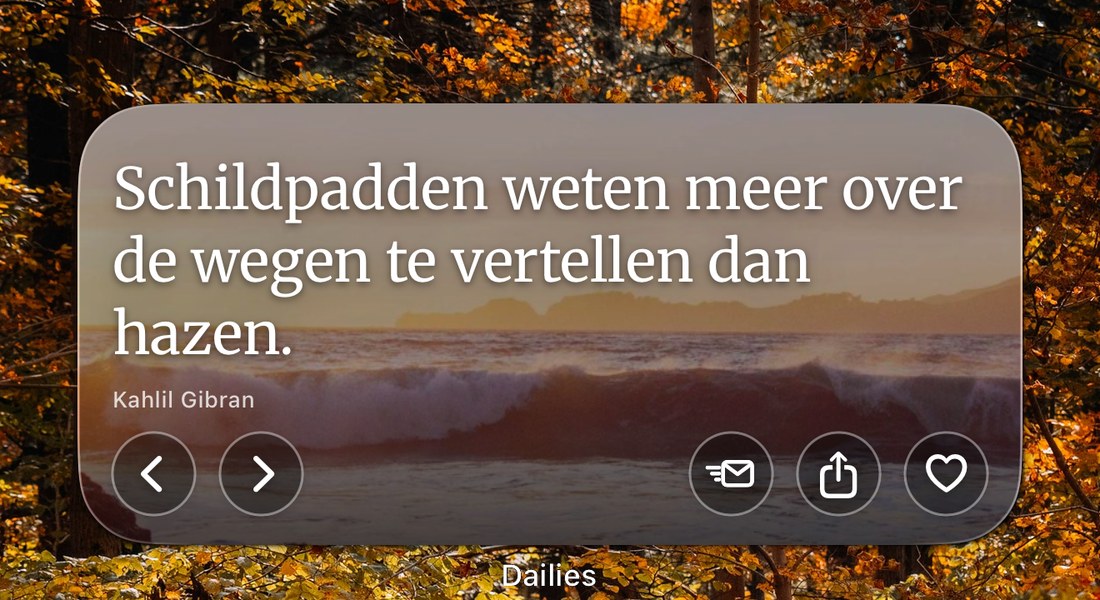 Schildpadden weten meer over
de wegen te vertellen dan
hazen.
Kahlil Gibran
Dailies